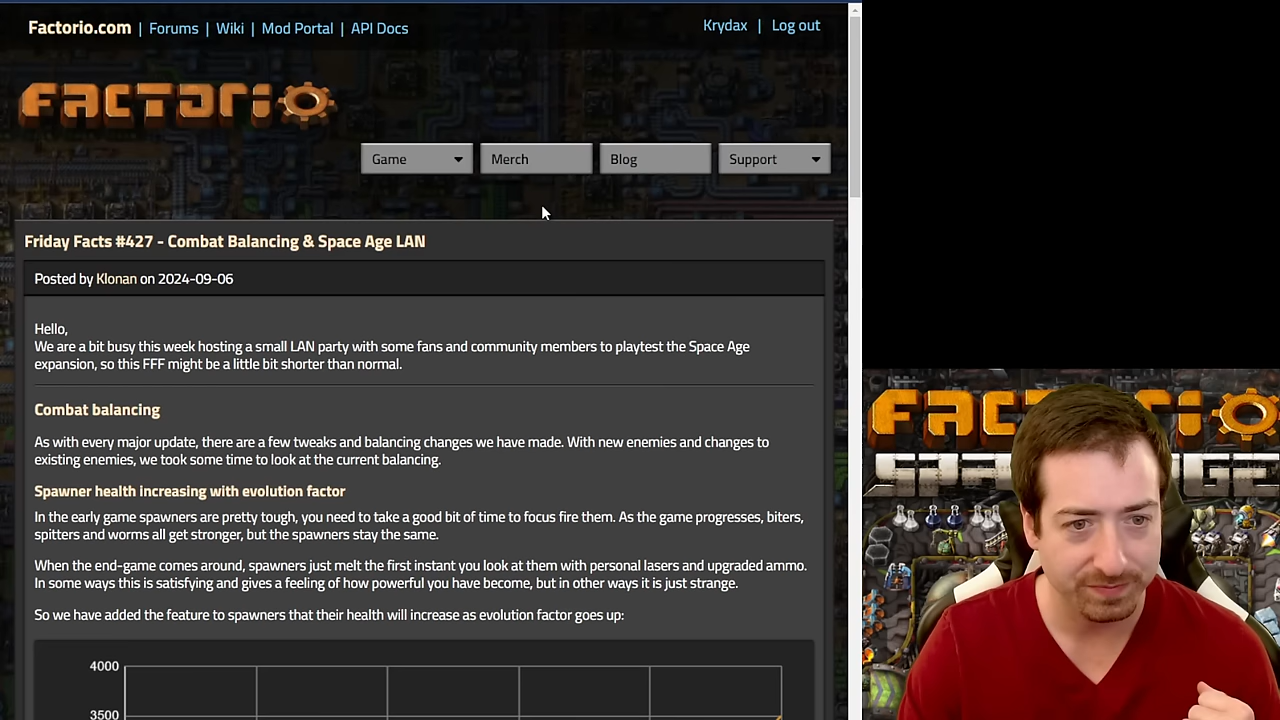 Factorio.com | Forums | Wiki | Mod Portal | API Docs
Krydax | Log out
FACTORIO
Game
Merch
Blog
Support
Friday Facts #427 - Combat Balancing & Space Age LAN
Posted by Klonan on 2024-09-06
Hello,
We are a bit busy this week hosting a small LAN party with some fans and community members to playtest the Space Age
expansion, so this FFF might be a little bit shorter than normal.
Combat balancing
As with every major update, there are a few tweaks and balancing changes we have made. With new enemies and changes to
existing enemies, we took some time to look at the current balancing.
Spawner health increasing with evolution factor
In the early game spawners are pretty tough, you need to take a good bit of time to focus fire them. As the game progresses, biters,
spitters and worms all get stronger, but the spawners stay the same.
When the end-game comes around, spawners just melt the first instant you look at them with personal lasers and upgraded ammo.
In some ways this is satisfying and gives a feeling of how powerful you have become, but in other ways it is just strange.
So we have added the feature to spawners that their health will increase as evolution factor goes up:
4000
3500